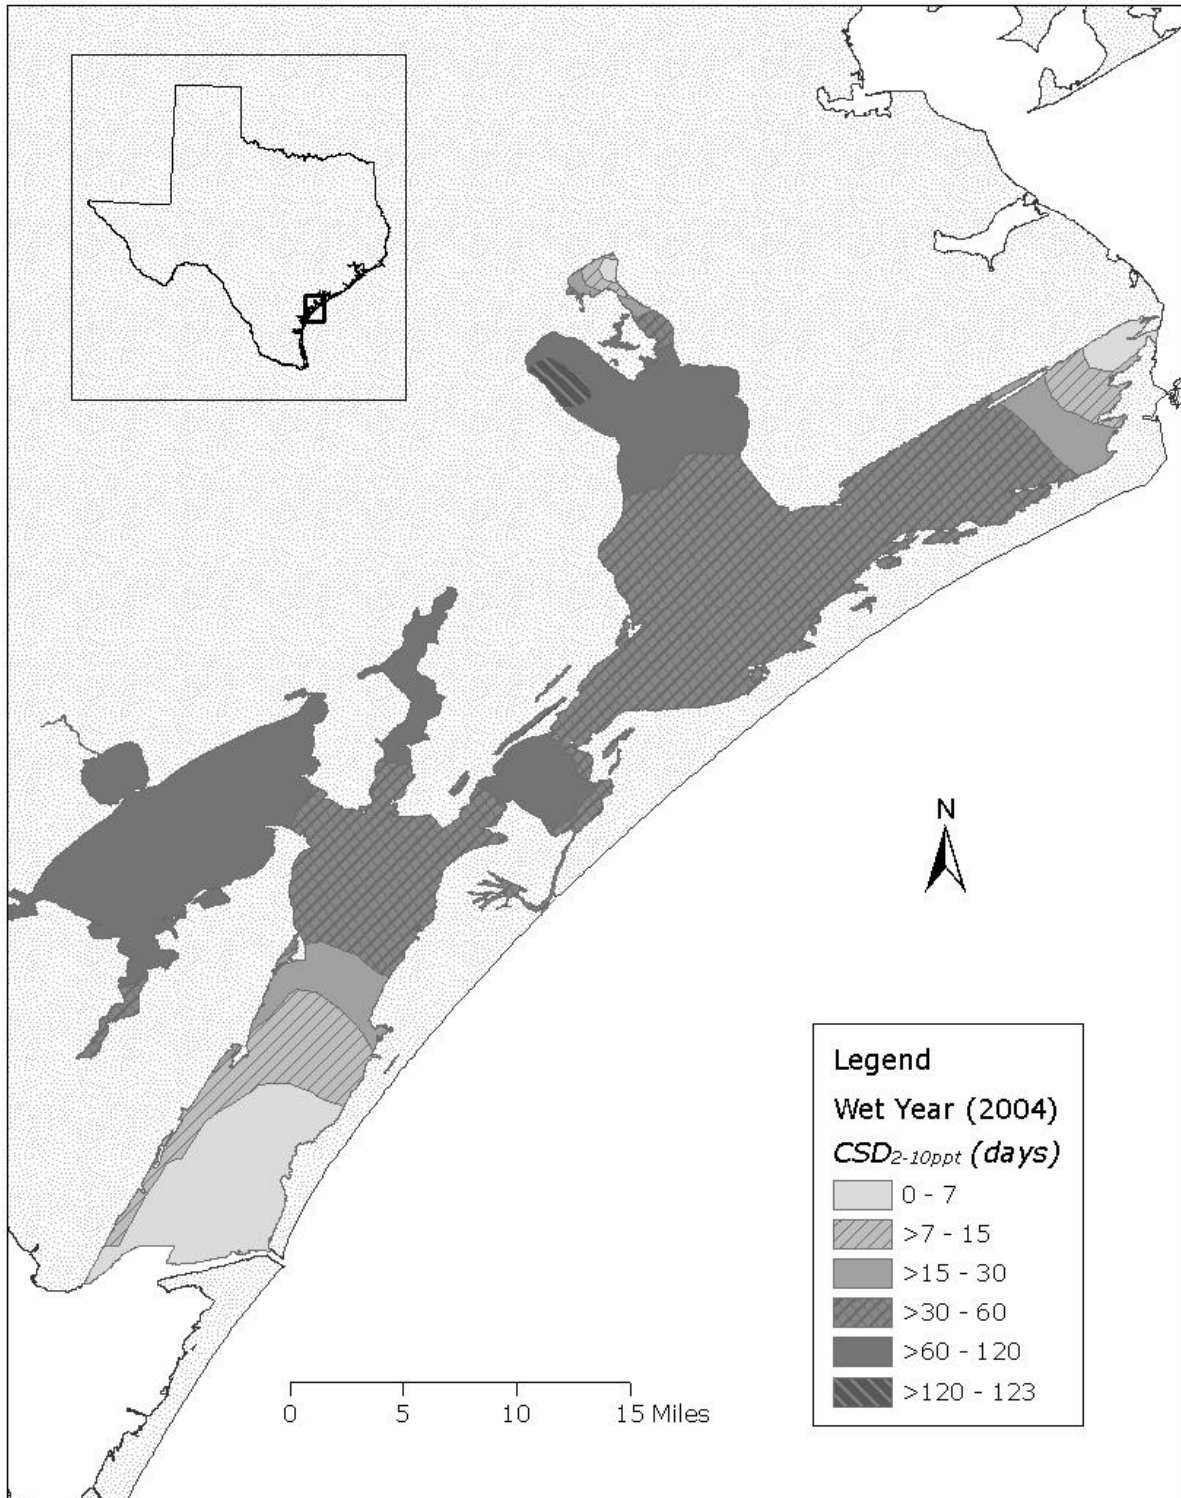 N
Legend
Wet Year (2004)
CSD2-10ppt (days)
0 - 7
>7 - 15
>15 - 30
>30 - 60
>60 - 120
>120 - 123
0 5 10 15 Miles